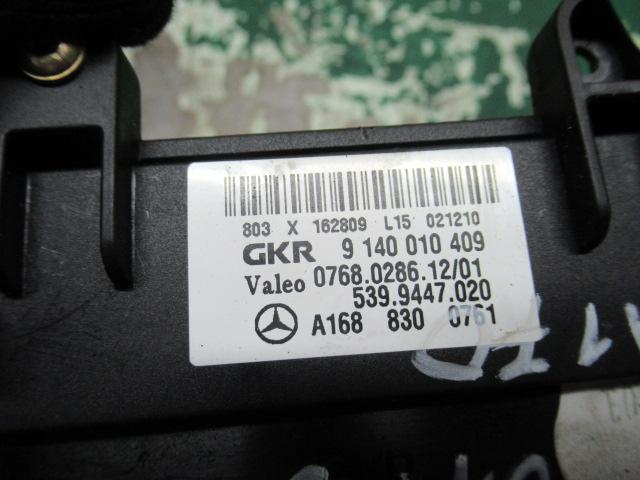 803 X 162809 L15 021210
GKR 9 140 010 409
Valeo 0768.0286.12/01
539.9447.020
A168 830 0761